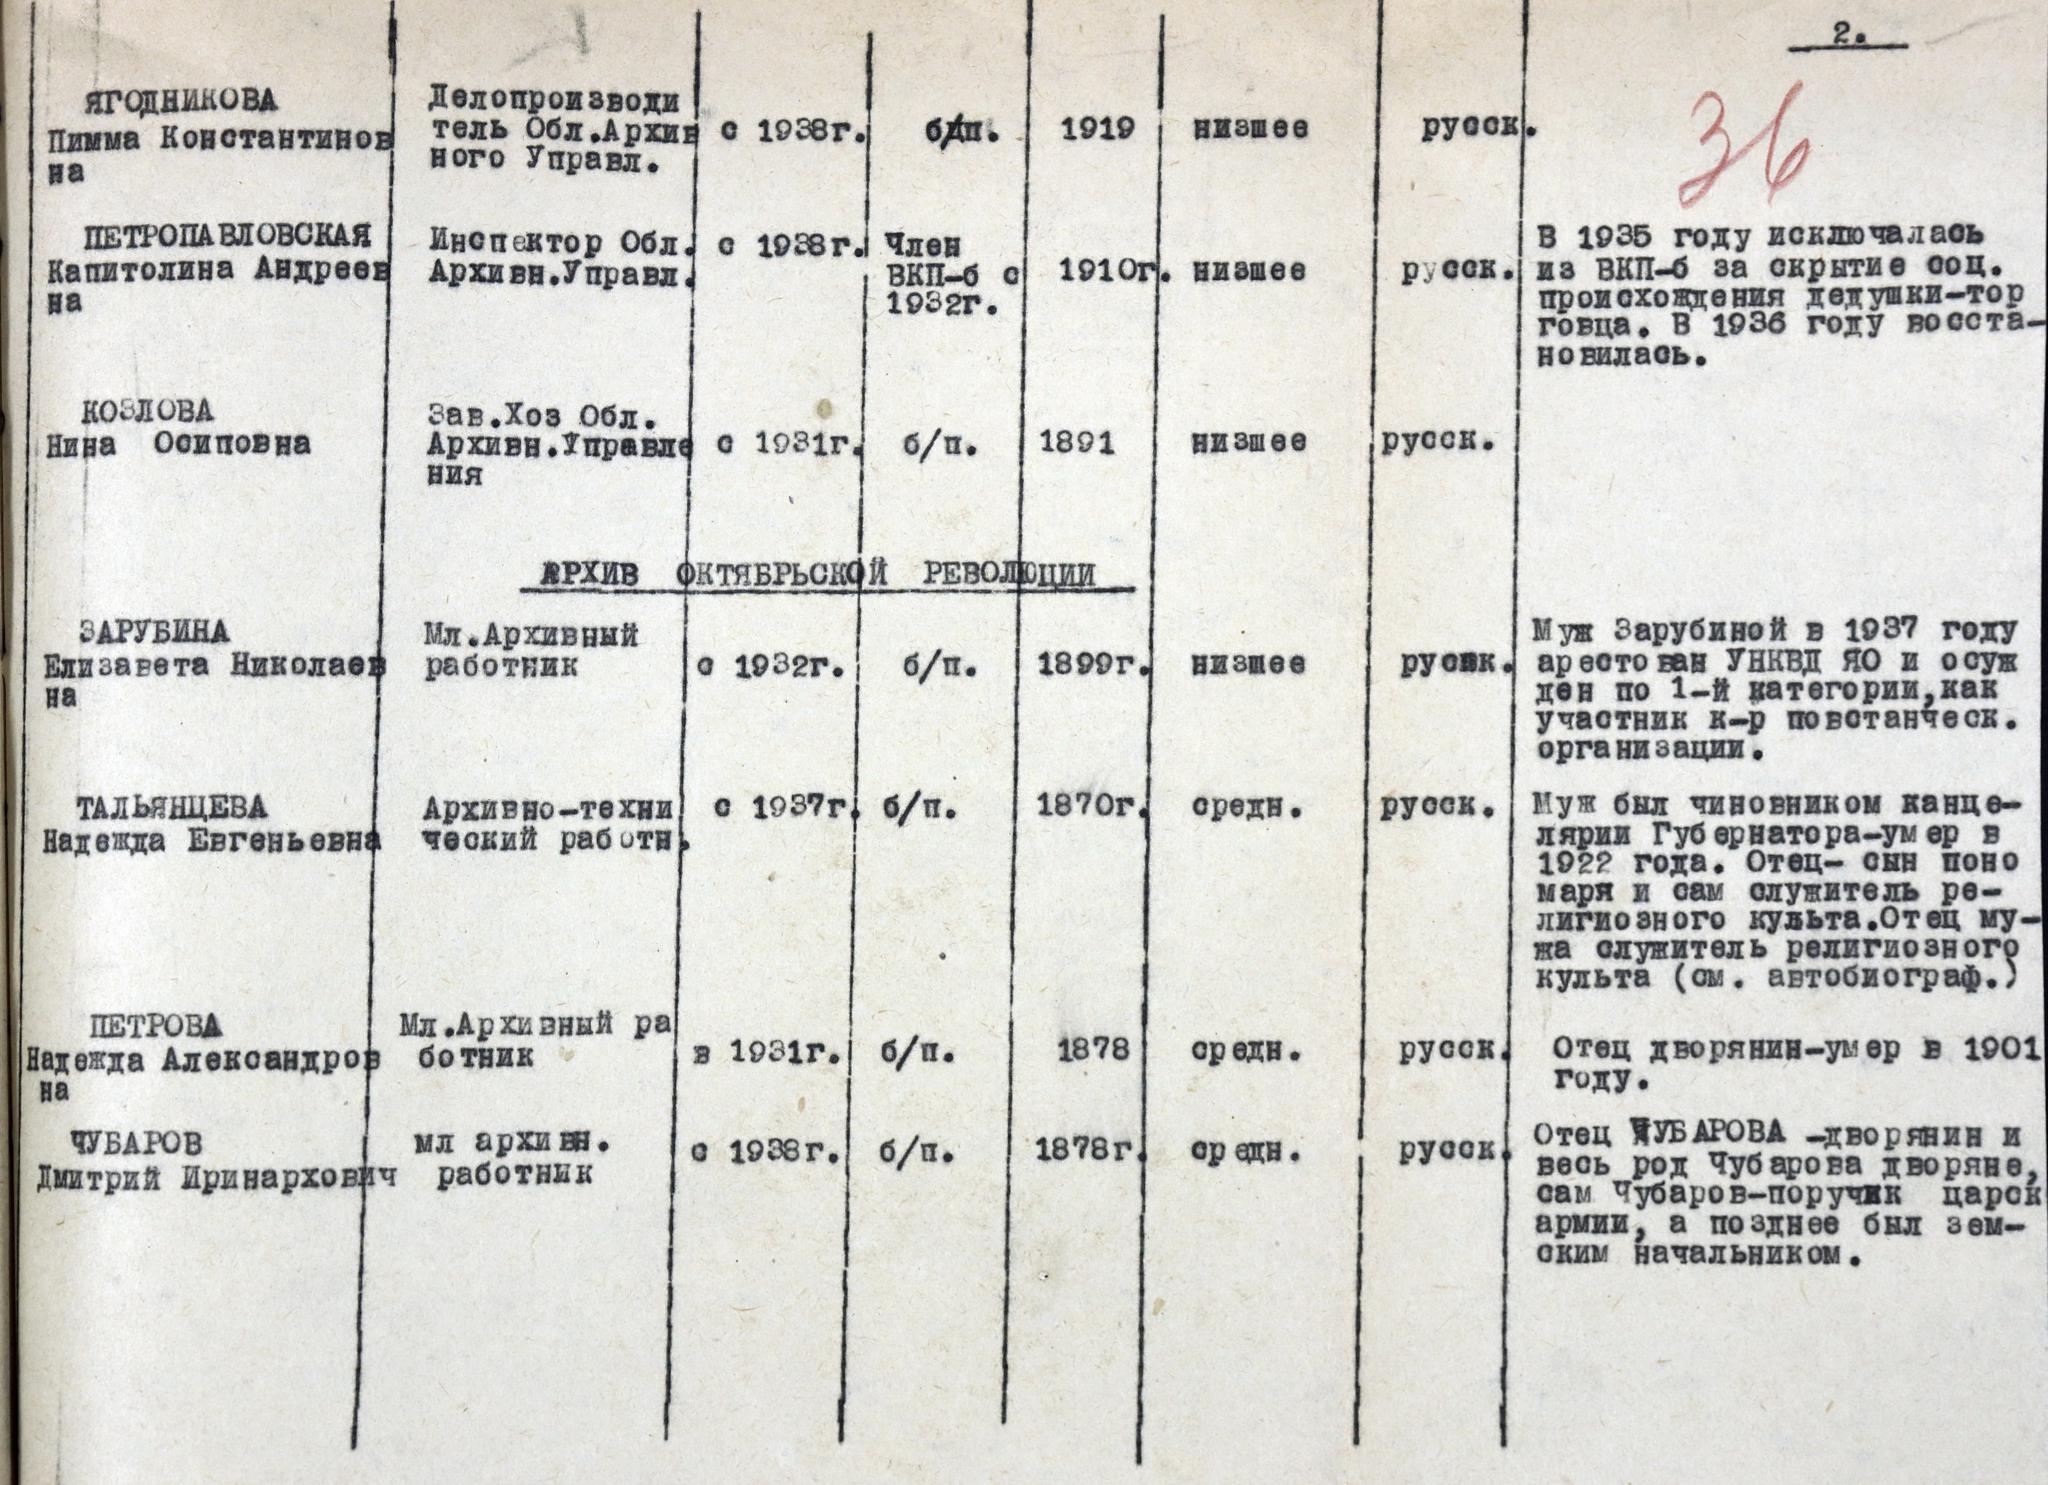 2.
36
ЯГОДНИКОВА
Пимма Константинов
на
Делопроизводи
тель Обл.Архив
ного Управл.
с 1938г.
б/п.
1919
низшее
русск.
ПЕТРОПАВЛОВСКАЯ
Капитолина Андреев
на
Инспектор Обл.
Архивн.Управл.
с 1938г.
Член
ВКП-б с
1932г.
1910г.
низшее
русск.
В 1935 году исключалась
из ВКП-б за скрытие соц.
происхождения дедушки-тор
говца. В 1936 году восста-
новилась.
КОЗЛОВА
Нина Осиповна
Зав.Хоз Обл.
Архивн.Управле
ния
с 1931г.
б/п.
1891
низшее
русск.
АРХИВ ОКТЯБРЬСКОЙ РЕВОЛЮЦИИ
ЗАРУБИНА
Елизавета Николаев
на
Мл.Архивный
работник
с 1932г.
б/п.
1899г.
низшее
русск.
Муж Зарубиной в 1937 году
арестован УНКВД ЯО и осуж
ден по 1-й категории,как
участник к-р повстанческ.
организации.
ТАЛЬЯНЦЕВА
Надежда Евгеньевна
Архивно-техни
ческий работн.
с 1937г.
б/п.
1870г.
средн.
русск.
Муж был чиновником канце-
лярии Губернатора-умер в
1922 года. Отец- сын поно
маря и сам служитель ре-
лигиозного культа.Отец му-
жа служитель религиозного
культа (см. автобиограф.)
ПЕТРОВА
Надежда Александров
на
Мл.Архивный ра
ботник
в 1931г.
б/п.
1878
средн.
русск.
Отец дворянин-умер в 1901
году.
ЧУБАРОВ
Дмитрий Иринархович
мл архивн.
работник
с 1938г.
б/п.
1878г.
средн.
русск.
Отец ЧУБАРОВА -дворянин и
весь род Чубарова дворяне,
сам Чубаров-поручик царск
армии, а позднее был зем-
ским начальником.